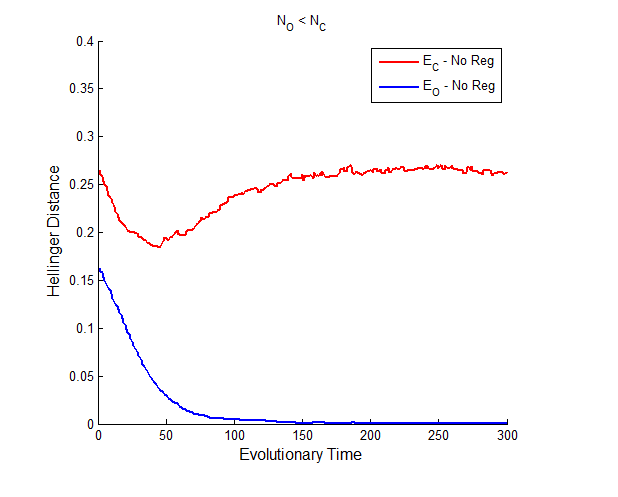 N_O < N_C
E_C - No Reg
E_O - No Reg
0.4
0.35
0.3
0.25
0.2
0.15
0.1
0.05
0
Hellinger Distance
0 50 100 150 200 250 300
Evolutionary Time